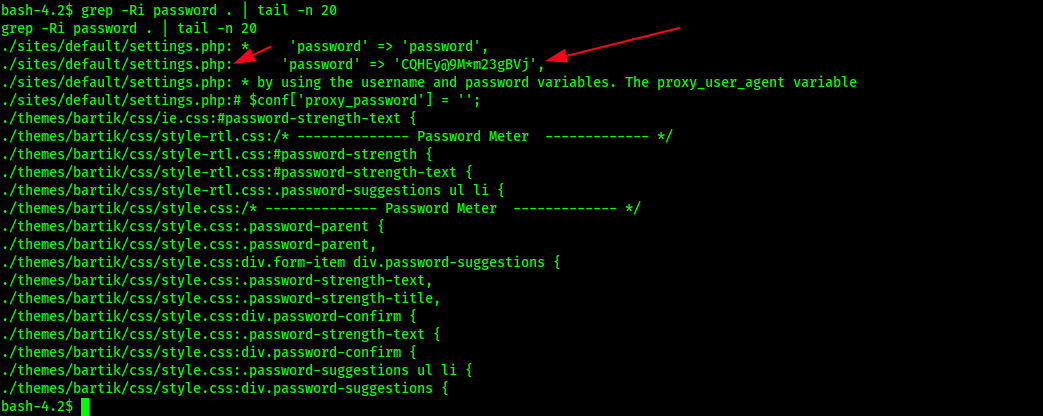 bash-4.2$ grep -Ri password . | tail -n 20
grep -Ri password . | tail -n 20
./sites/default/settings.php: *     'password' => 'password',
./sites/default/settings.php:      'password' => 'CQHEy@9M*m23gBVj',
./sites/default/settings.php: * by using the username and password variables. The proxy_user_agent variable
./sites/default/settings.php:# $conf['proxy_password'] = '';
./themes/bartik/css/ie.css:#password-strength-text {
./themes/bartik/css/style-rtl.css:/* -------------- Password Meter  ------------- */
./themes/bartik/css/style-rtl.css:#password-strength {
./themes/bartik/css/style-rtl.css:#password-strength-text {
./themes/bartik/css/style-rtl.css:.password-suggestions ul li {
./themes/bartik/css/style.css:/* -------------- Password Meter  ------------- */
./themes/bartik/css/style.css:.password-parent {
./themes/bartik/css/style.css:.password-parent,
./themes/bartik/css/style.css:div.form-item div.password-suggestions {
./themes/bartik/css/style.css:.password-strength-text,
./themes/bartik/css/style.css:.password-strength-title,
./themes/bartik/css/style.css:div.password-confirm {
./themes/bartik/css/style.css:.password-strength-text {
./themes/bartik/css/style.css:div.password-confirm {
./themes/bartik/css/style.css:.password-suggestions ul li {
./themes/bartik/css/style.css:div.password-suggestions {
bash-4.2$